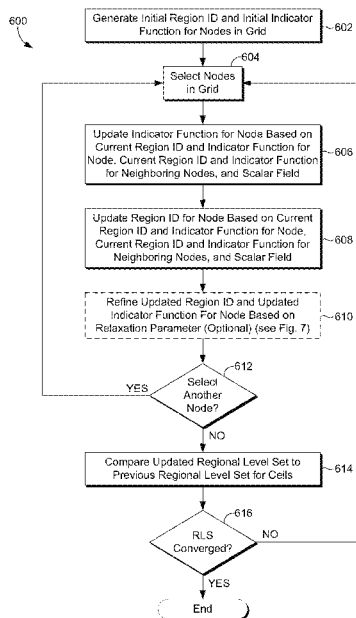 600
Generate Initial Region ID and Initial Indicator
Function for Nodes in Grid
602
604
Select Nodes
in Grid
Update Indicator Function for Node Based on
Current Region ID and Indicator Function for
Node, Current Region ID and Indicator Function
for Neighboring Nodes, and Scalar Field
606
Update Region ID for Node Based on Current
Region ID and Indicator Function for Node,
Current Region ID and Indicator Function for
Neighboring Nodes, and Scalar Field
608
Refine Updated Region ID and Updated
Indicator Function For Node Based on
Relaxation Parameter (Optional) (see Fig. 7)
610
612
YES
Select
Another
Node?
NO
Compare Updated Regional Level Set to
Previous Regional Level Set for Cells
614
616
RLS
Converged?
NO
YES
End